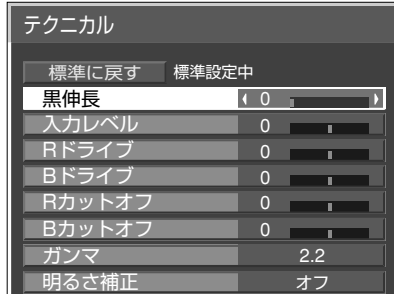 テクニカル
標準に戻す 標準設定中
黒伸長 0
入力レベル 0
Rドライブ 0
Bドライブ 0
Rカットオフ 0
Bカットオフ 0
ガンマ 2.2
明るさ補正 オフ